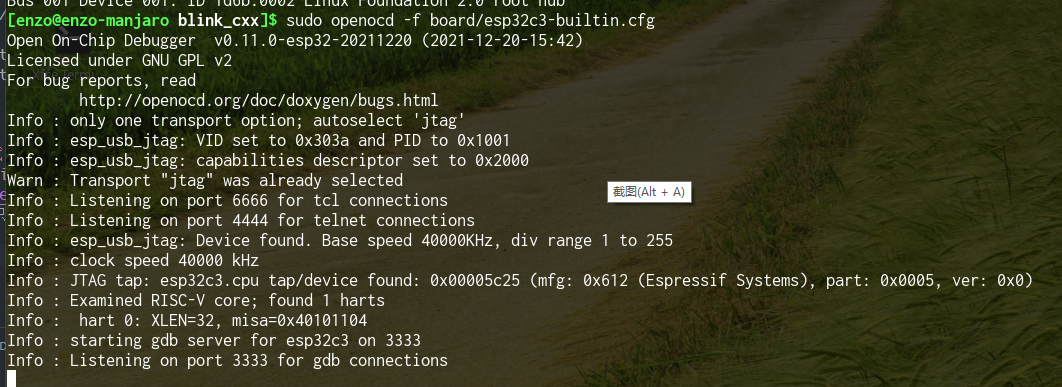 Bus 001 Device 001: ID 1d6b:0002 Linux Foundation 2.0 root hub
[enzo@enzo-manjaro blink_cxx]$ sudo openocd -f board/esp32c3-builtin.cfg
Open On-Chip Debugger  v0.11.0-esp32-20211220 (2021-12-20-15:42)
Licensed under GNU GPL v2
For bug reports, read
        http://openocd.org/doc/doxygen/bugs.html
Info : only one transport option; autoselect 'jtag'
Info : esp_usb_jtag: VID set to 0x303a and PID to 0x1001
Info : esp_usb_jtag: capabilities descriptor set to 0x2000
Warn : Transport "jtag" was already selected
截图(Alt + A)
Info : Listening on port 6666 for tcl connections
Info : Listening on port 4444 for telnet connections
Info : esp_usb_jtag: Device found. Base speed 40000KHz, div range 1 to 255
Info : clock speed 40000 kHz
Info : JTAG tap: esp32c3.cpu tap/device found: 0x00005c25 (mfg: 0x612 (Espressif Systems), part: 0x0005, ver: 0x0)
Info : Examined RISC-V core; found 1 harts
Info :  hart 0: XLEN=32, misa=0x40101104
Info : starting gdb server for esp32c3 on 3333
Info : Listening on port 3333 for gdb connections